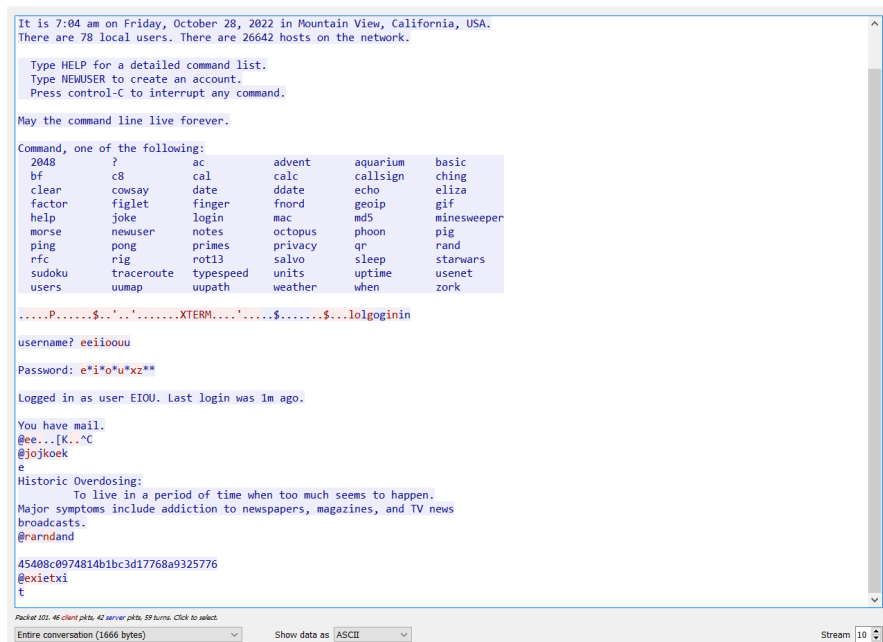 It is 7:04 am on Friday, October 28, 2022 in Mountain View, California, USA.
There are 78 local users. There are 26642 hosts on the network.
Type HELP for a detailed command list.
Type NEWUSER to create an account.
Press control-C to interrupt any command.
May the command line live forever.
Command, one of the following:
2048 ? ac advent aquarium basic
bf c8 cal calc callsign ching
clear cowsay date ddate echo eliza
factor figlet finger fnord geoip gif
help joke login mac md5 minesweeper
morse newuser notes octopus phoon pig
ping pong primes privacy qr rand
rfc rig rot13 salvo sleep starwars
sudoku traceroute typespeed units uptime usenet
users uumap uupath weather when zork
.....P......$..'..'.......XTERM....'.....$.......$...lolgoginin
username? eeiioouu
Password: e*i*o*u*xz**
Logged in as user EIOU. Last login was 1m ago.
You have mail.
@ee...[K..^C
@jojkoek
e
Historic Overdosing:
To live in a period of time when too much seems to happen.
Major symptoms include addiction to newspapers, magazines, and TV news
broadcasts.
@rarndand
45408c0974814b1bc3d17768a9325776
@exietxi
t
Packet 101. 46 client pkts, 42 server pkts, 59 turns. Click to select.
Entire conversation (1666 bytes) Show data as ASCII Stream 10